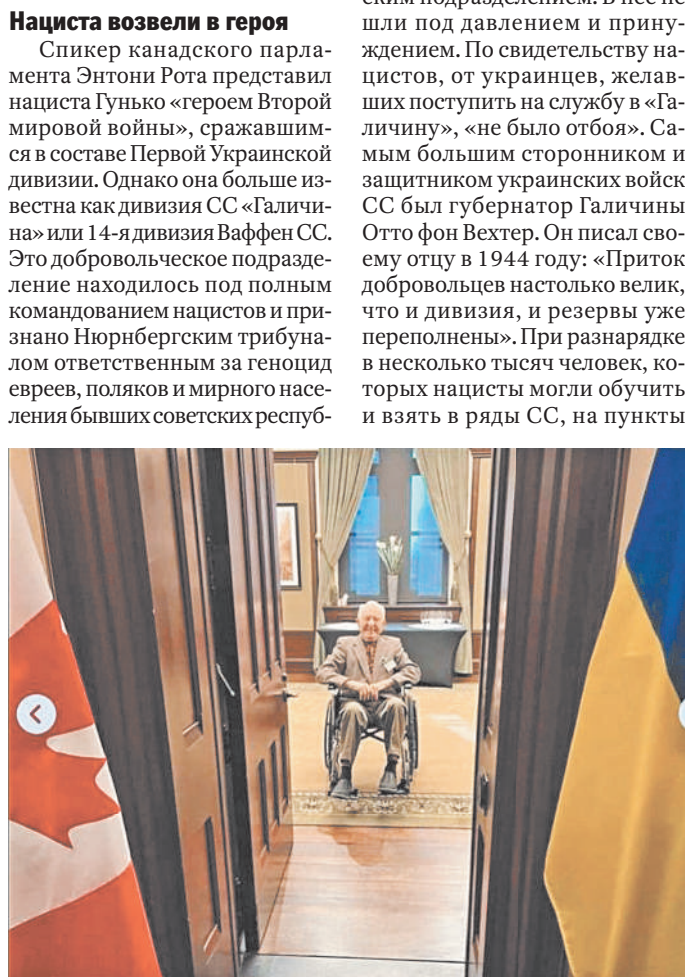 Нациста возвели в героя
Спикер канадского парла-
мента Энтони Рота представил
нациста Гунько «героем Второй
мировой войны», сражавшим-
ся в составе Первой Украинской
дивизии. Однако она больше из-
вестна как дивизия СС «Галичи-
на» или 14-я дивизия Ваффен СС.
Это добровольческое подразде-
ление находилось под полным
командованием нацистов и при-
знано Нюрнбергским трибуна-
лом ответственным за геноцид
евреев, поляков и мирного насе-
ления бывших советских респуб-
ским подразделением. В нее не
шли под давлением и прину-
ждением. По свидетельству на-
цистов, от украинцев, желав-
ших поступить на службу в «Га-
личину», «не было отбоя». Са-
мым большим сторонником и
защитником украинских войск
СС был губернатор Галичины
Отто фон Вехтер. Он писал сво-
ему отцу в 1944 году: «Приток
добровольцев настолько велик,
что и дивизия, и резервы уже
переполнены». При разнарядке
в несколько тысяч человек, ко-
торых нацисты могли обучить
и взять в ряды СС, на пункты